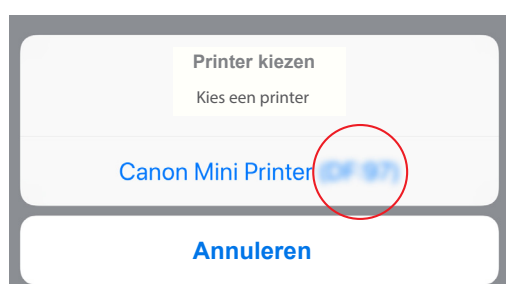 Printer kiezen
Kies een printer
Canon Mini Printer
Annuleren